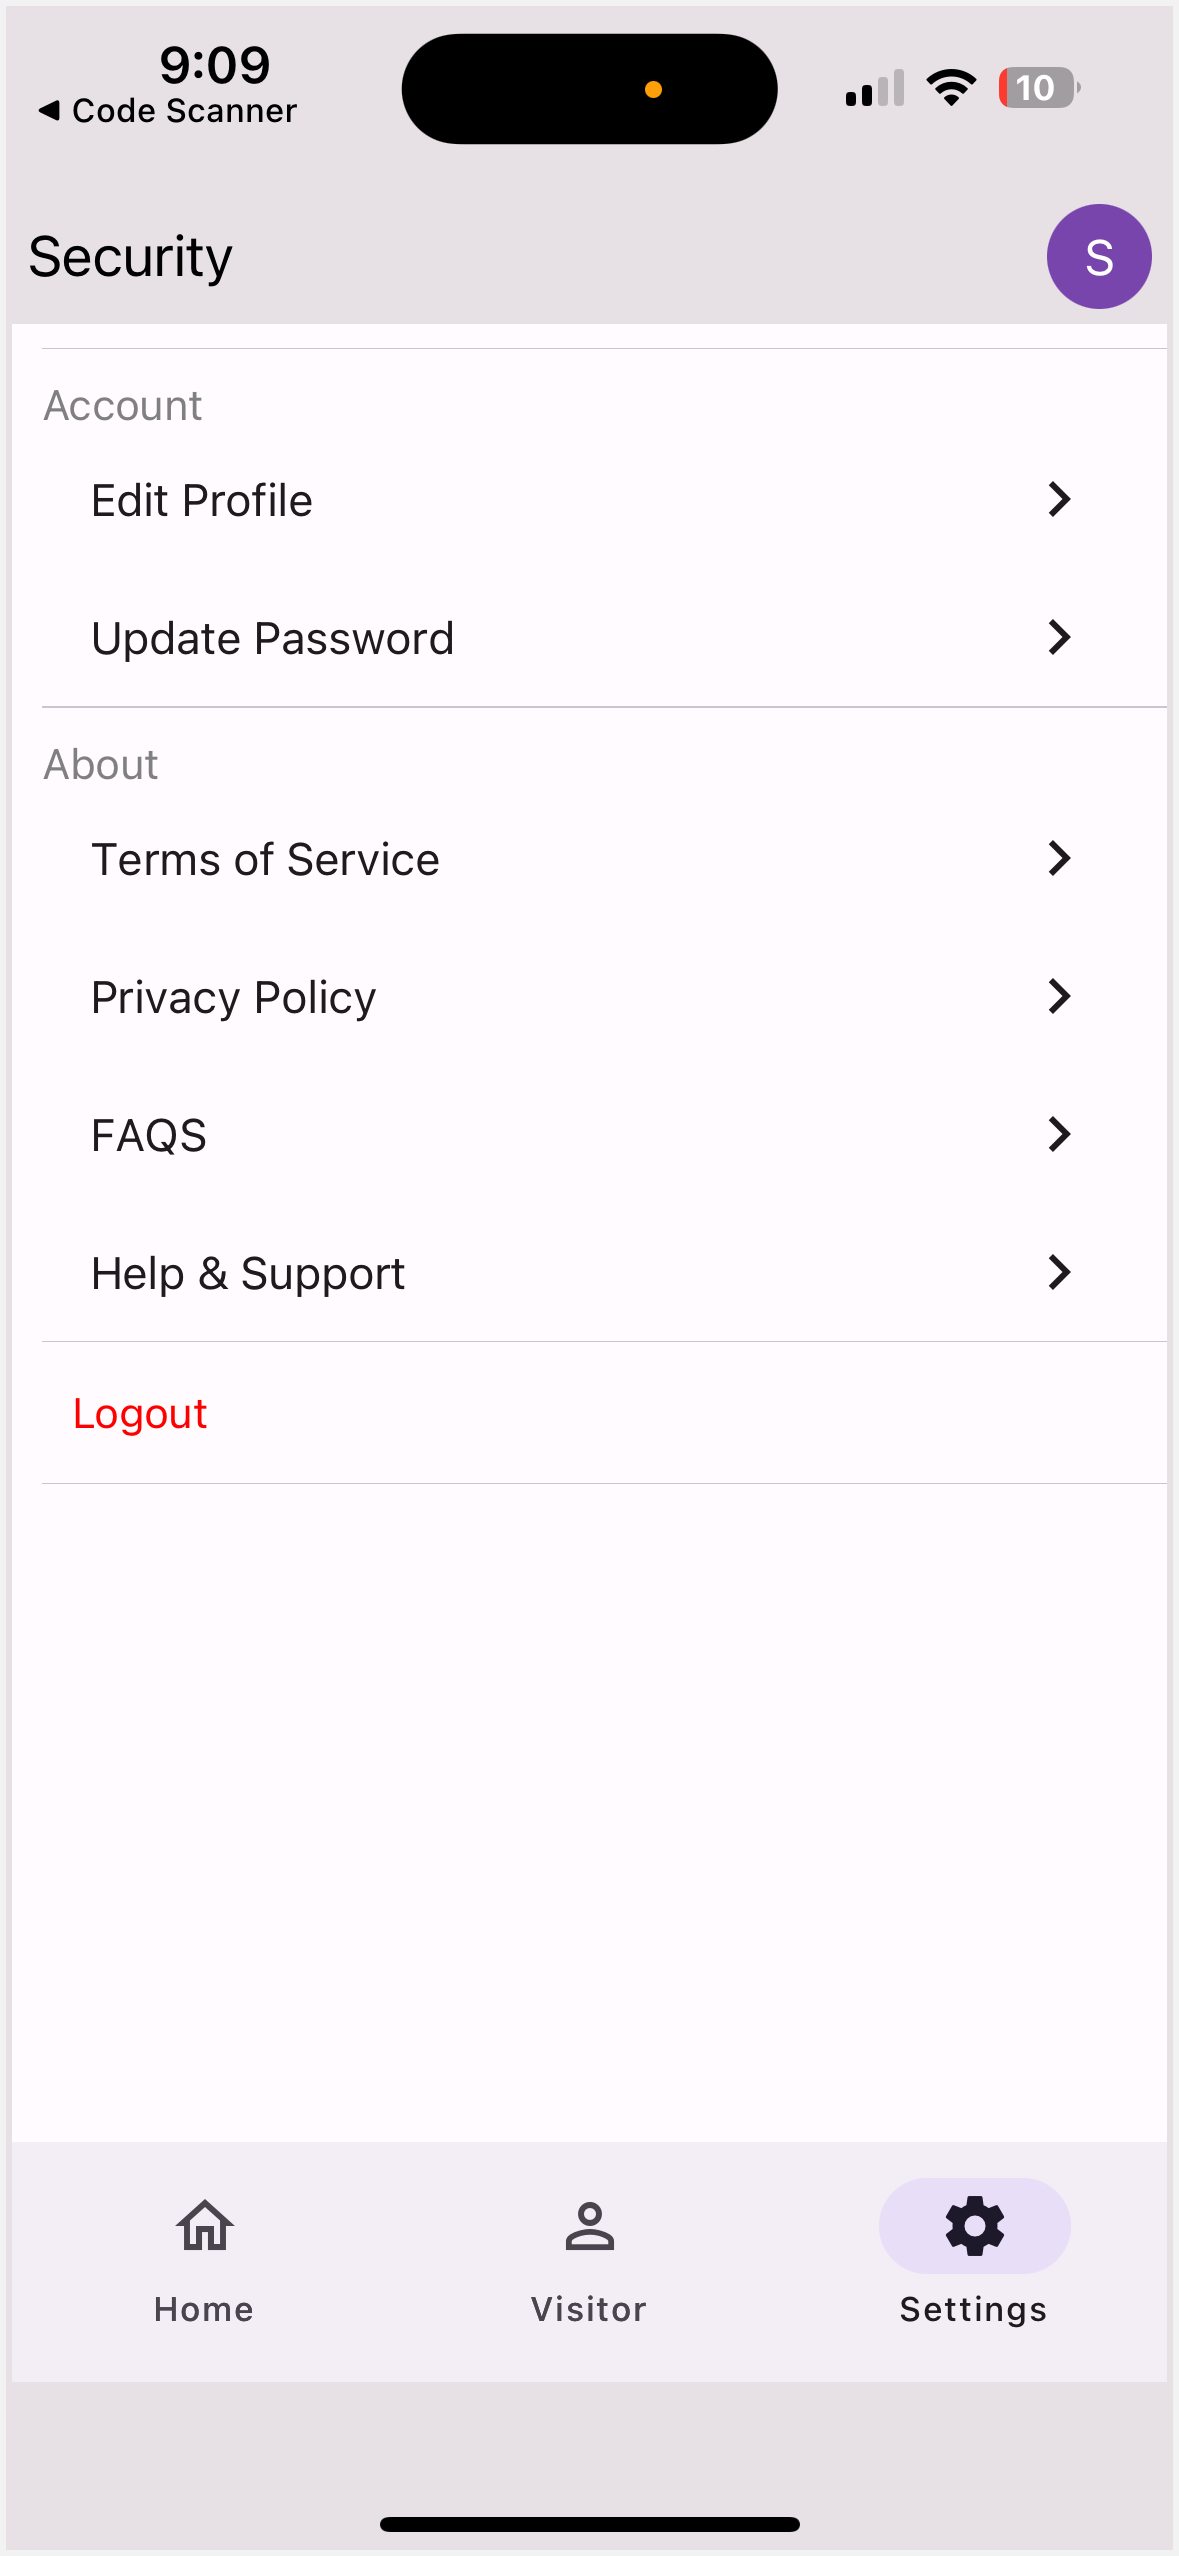 9:09
Code Scanner
10
Security
S
Account
Edit Profile
Update Password
About
Terms of Service
Privacy Policy
FAQS
Help & Support
Logout
Home
Visitor
Settings